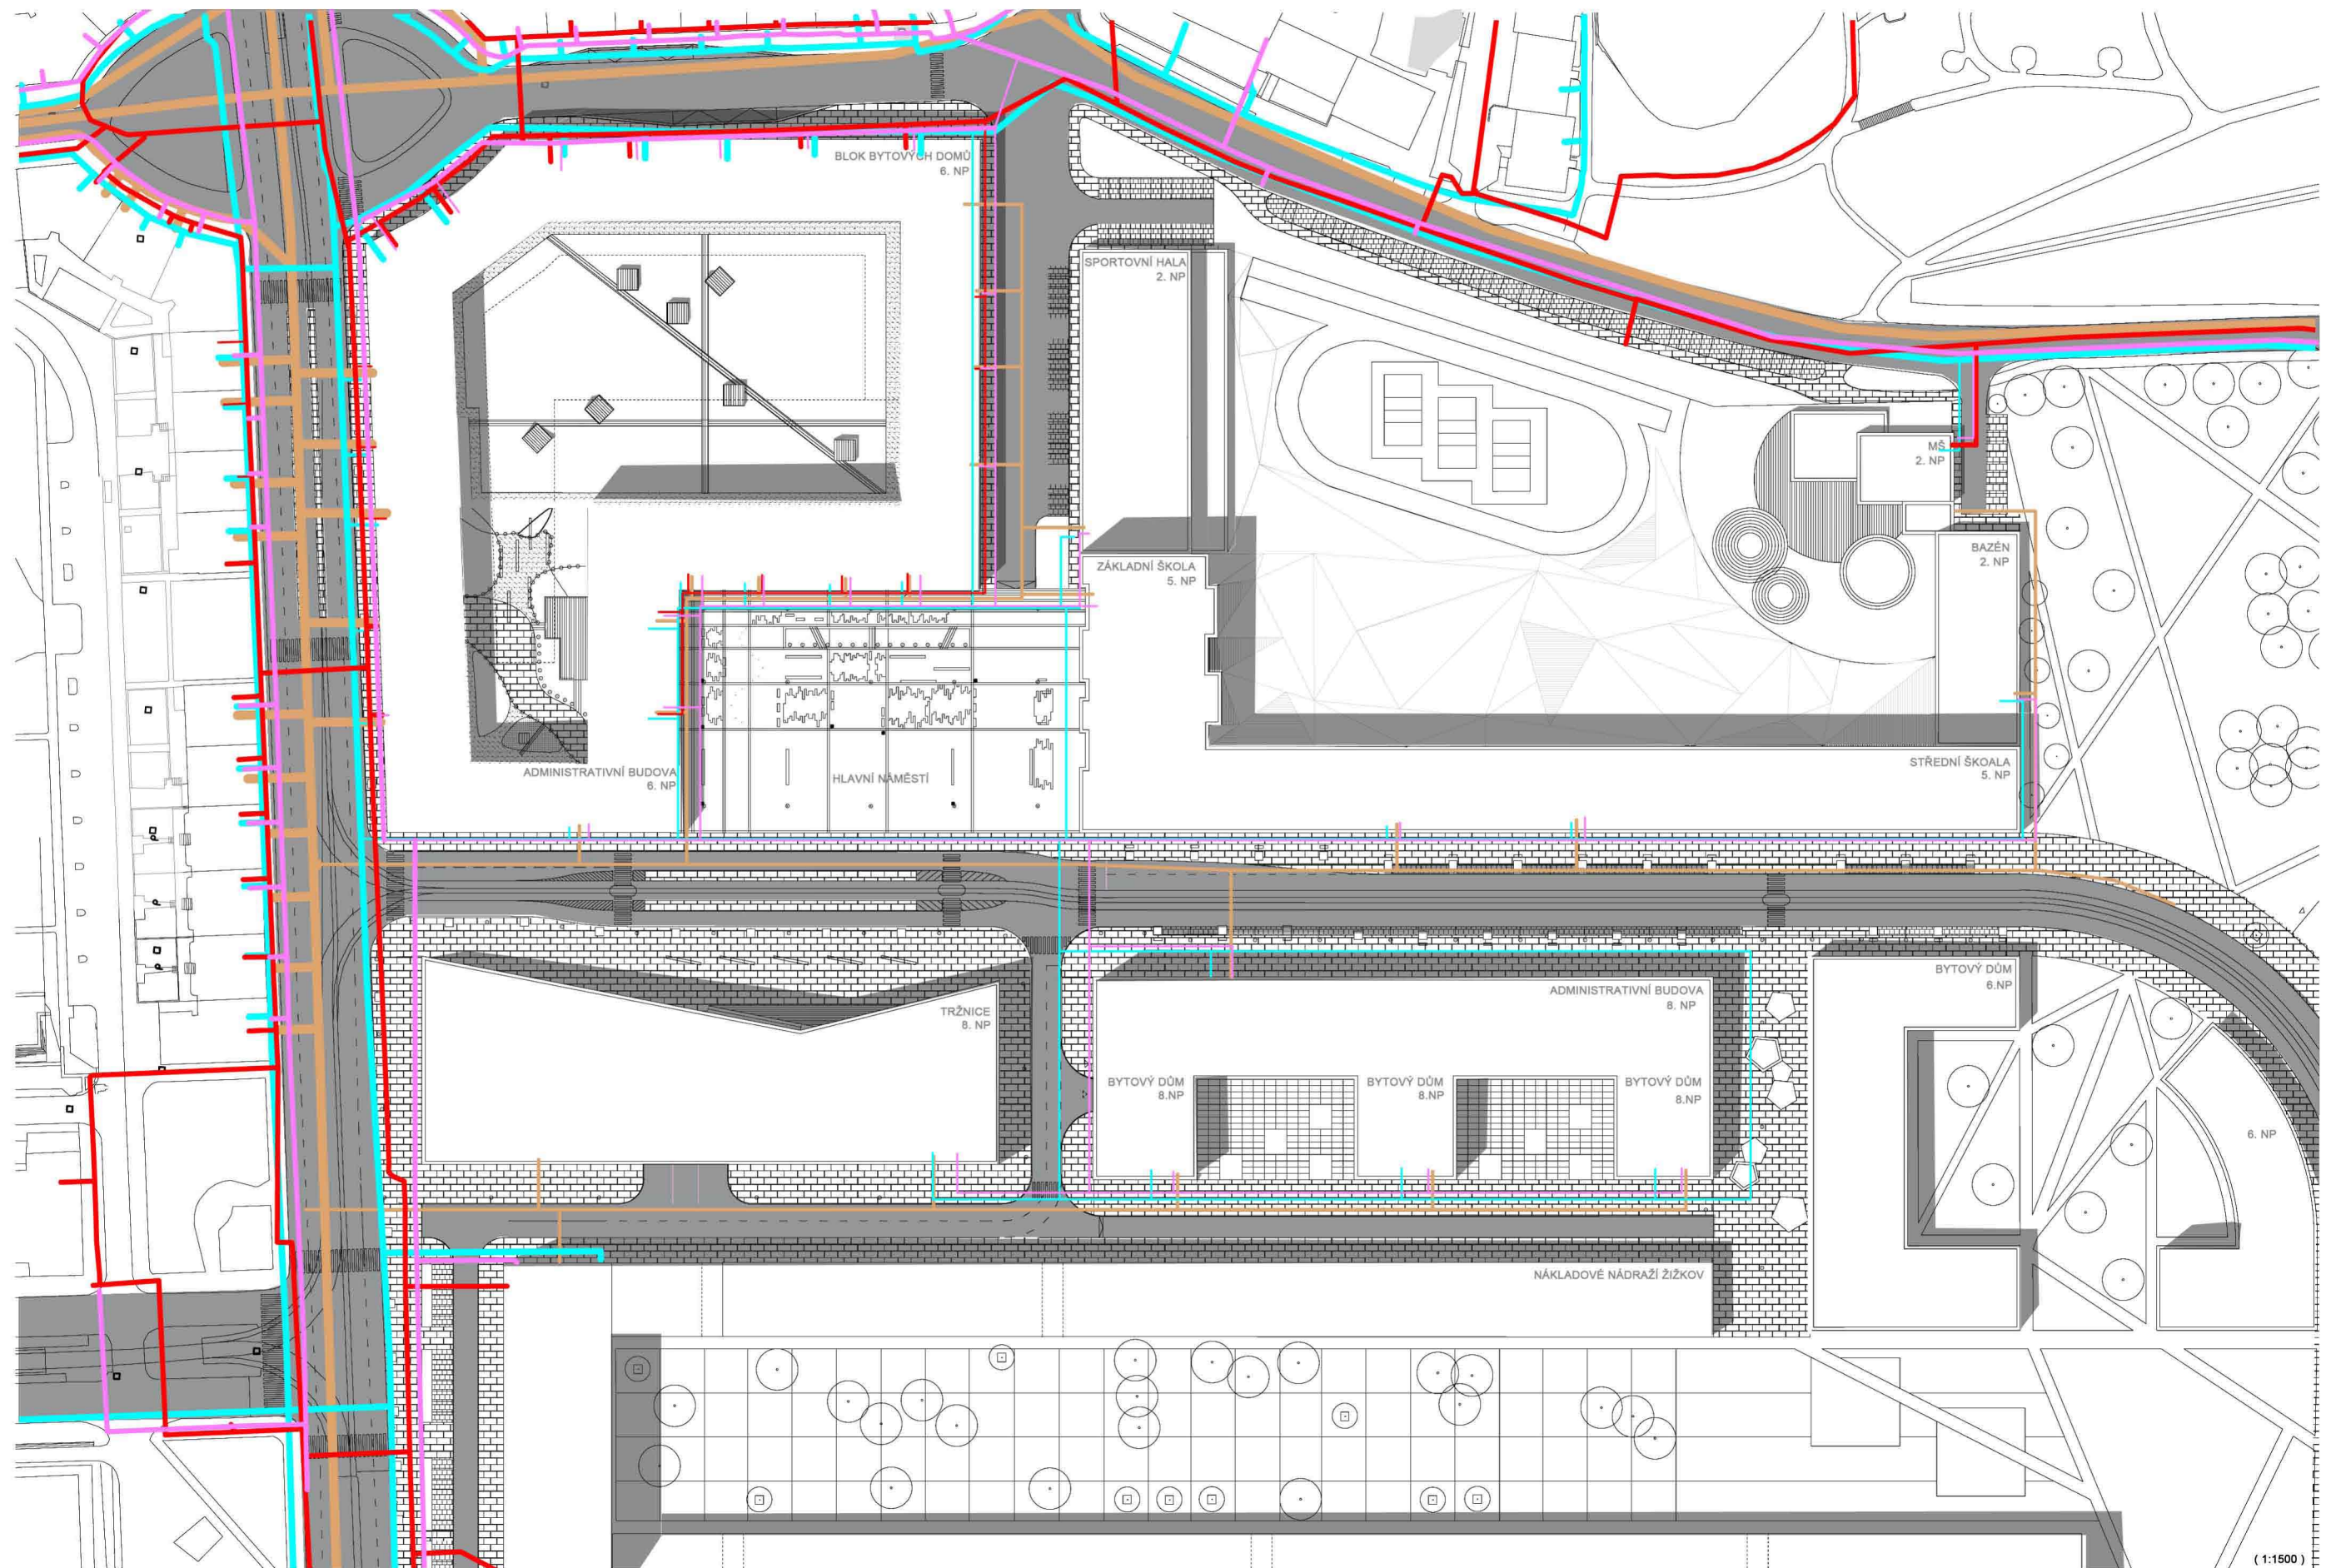 BLOK BYTOVÝCH DOMŮ
6. NP
SPORTOVNÍ HALA
2. NP
MŠ
2. NP
ZÁKLADNÍ ŠKOLA
5. NP
BAZÉN
2. NP
ADMINISTRATIVNÍ BUDOVA
6. NP
HLAVNÍ NÁMĚSTÍ
STŘEDNÍ ŠKOALA
5. NP
TRŽNICE
8. NP
ADMINISTRATIVNÍ BUDOVA
8. NP
BYTOVÝ DŮM
6.NP
BYTOVÝ DŮM
8.NP
BYTOVÝ DŮM
8.NP
BYTOVÝ DŮM
8.NP
6. NP
NÁKLADOVÉ NÁDRAŽÍ ŽIŽKOV
( 1:1500 )